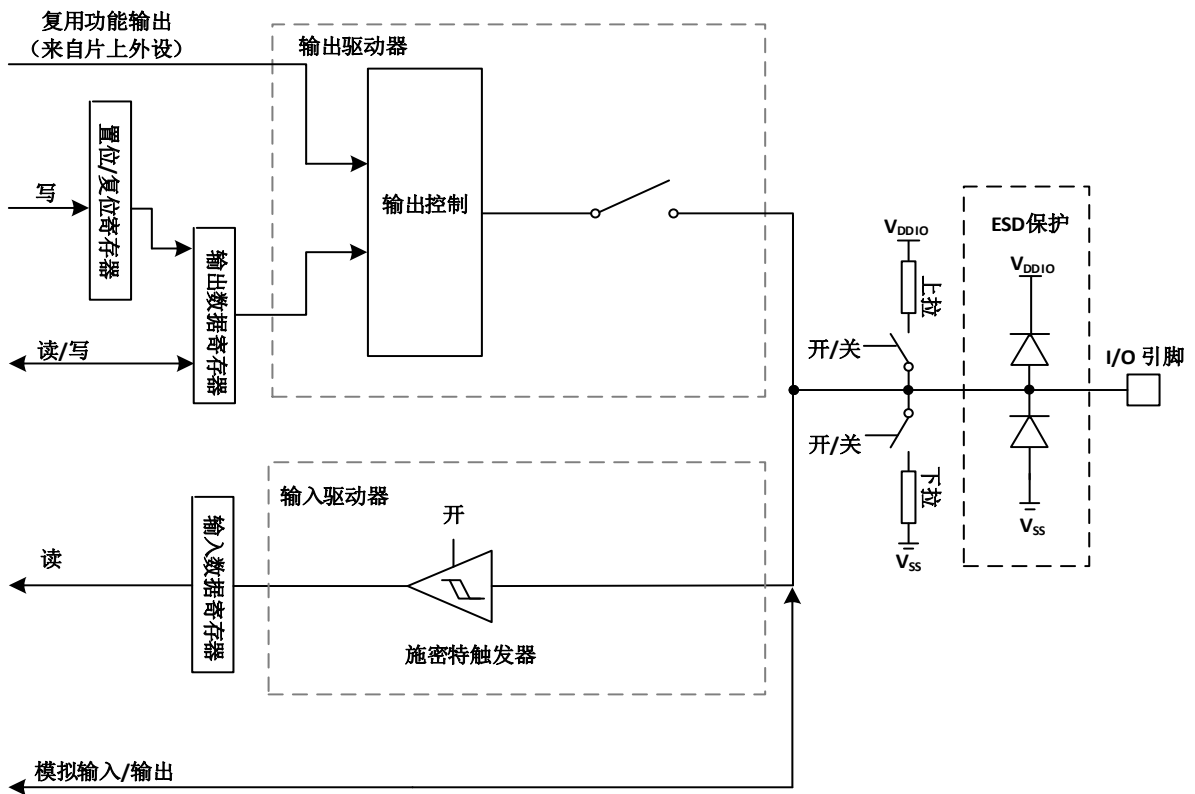 复用功能输出
（来自片上外设）
输出驱动器
置位/复位寄存器
写
输出控制
输出数据寄存器
读/写
V_DDIO
上拉
开/关
ESD保护
V_DDIO
I/O 引脚
开/关
下拉
V_SS
V_SS
输入驱动器
开
输入数据寄存器
读
施密特触发器
模拟输入/输出